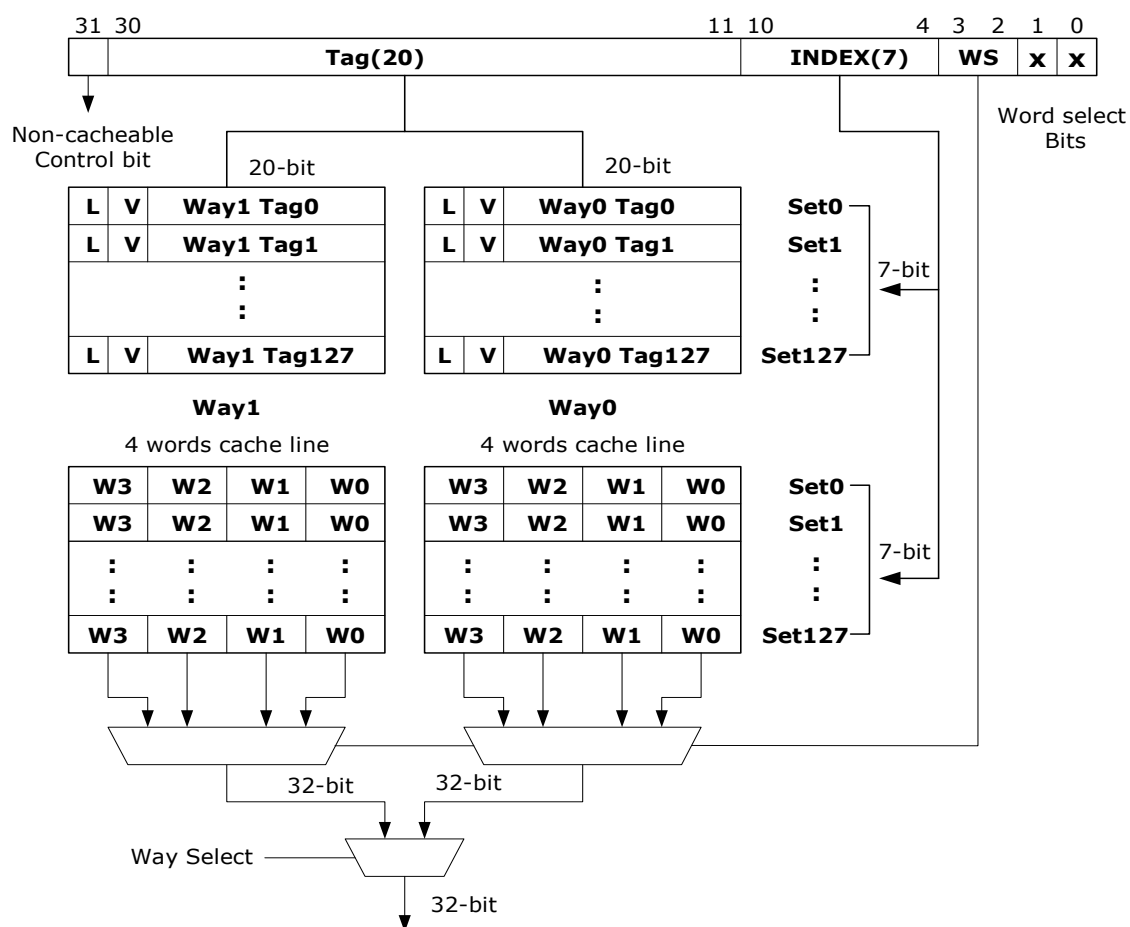 31 30 11 10 4 3 2 1 0
Tag(20) INDEX(7) WS x x
Non-cacheable
Control bit
Word select
Bits
20-bit 20-bit
L V Way1 Tag0 L V Way0 Tag0 Set0
L V Way1 Tag1 L V Way0 Tag1 Set1
7-bit
: : :
: : :
L V Way1 Tag127 L V Way0 Tag127 Set127
Way1 Way0
4 words cache line 4 words cache line
W3 W2 W1 W0 W3 W2 W1 W0 Set0
W3 W2 W1 W0 W3 W2 W1 W0 Set1
7-bit
: : : : : : : : :
: : : : : : : : :
W3 W2 W1 W0 W3 W2 W1 W0 Set127
32-bit 32-bit
Way Select
32-bit